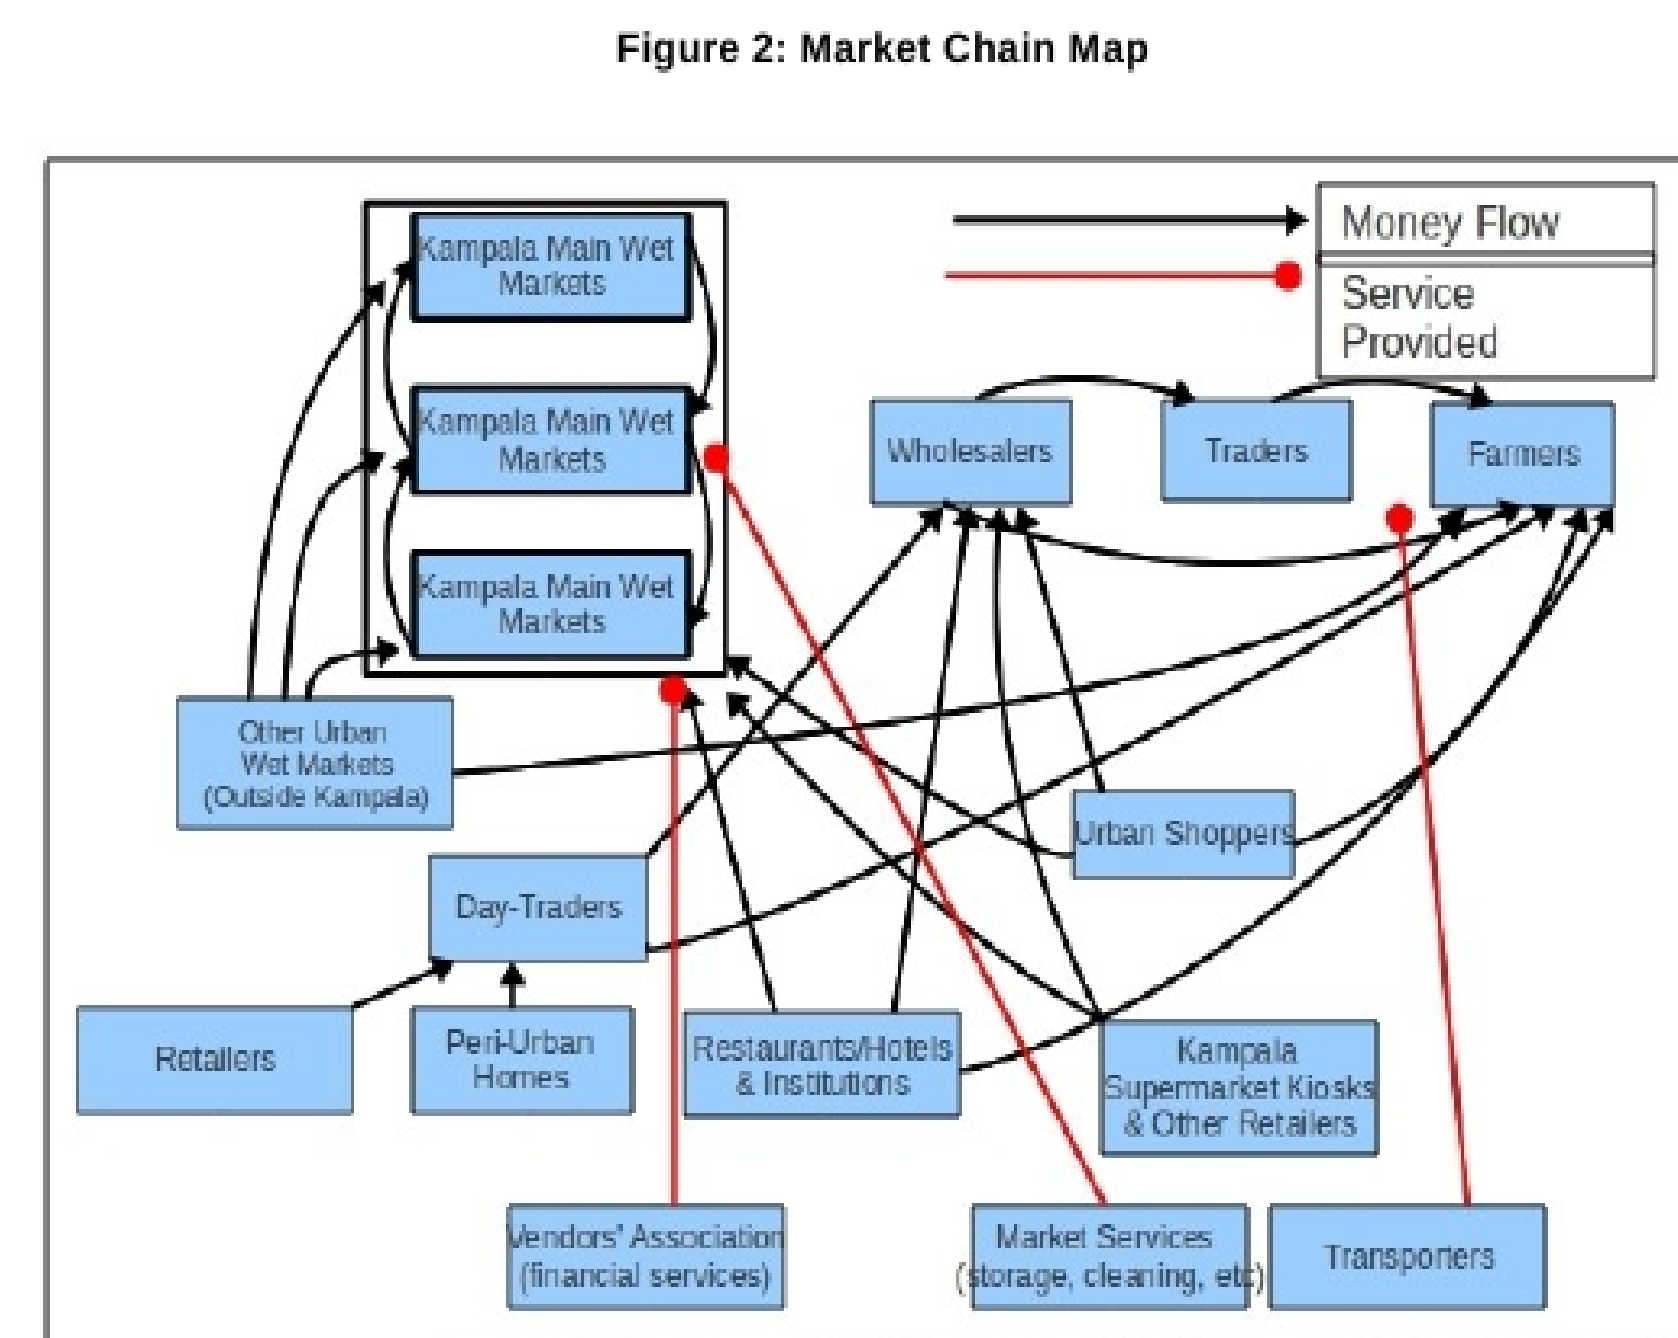 Figure 2: Market Chain Map
Money Flow
Service
Provided
Kampala Main Wet
Markets
Kampala Main Wet
Markets
Kampala Main Wet
Markets
Wholesalers
Traders
Farmers
Other Urban
Wet Markets
(Outside Kampala)
Urban Shoppers
Day-Traders
Retailers
Peri-Urban
Homes
Restaurants/Hotels
& Institutions
Kampala
Supermarket Kiosks
& Other Retailers
Vendors' Association
(financial services)
Market Services
(storage, cleaning, etc)
Transporters